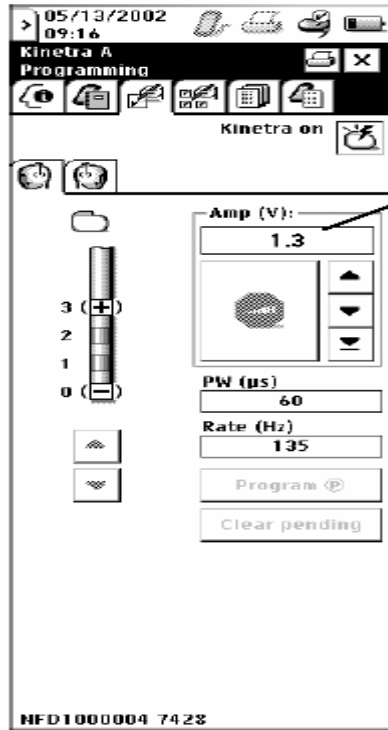 05/13/2002
09:16
Kinetra A
Programming
Kinetra on
Amp (V):
1.3
3 (+)
2
1
0 (−)
PW (µs)
60
Rate (Hz)
135
Program Ⓟ
Clear pending
NFD1000004 7428